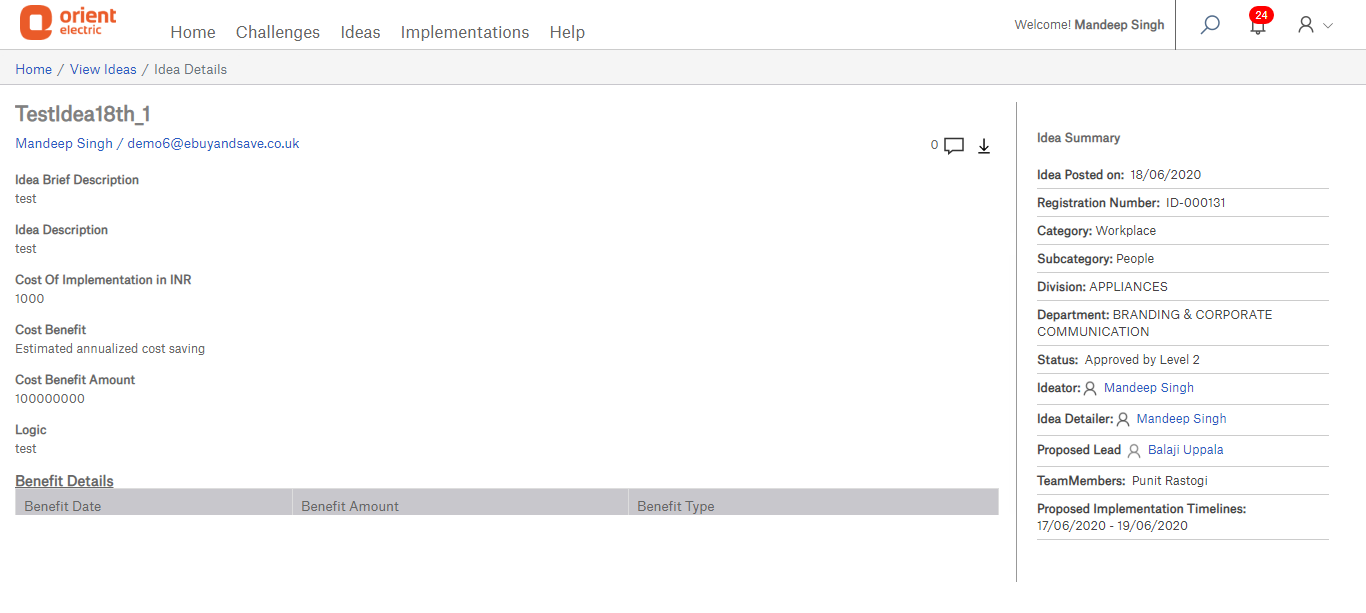 orient
electric
Home Challenges Ideas Implementations Help
Welcome! Mandeep Singh
24
Home / View Ideas / Idea Details
TestIdea18th_1
Mandeep Singh / demo6@ebuyandsave.co.uk
0
Idea Brief Description
test
Idea Description
test
Cost Of Implementation in INR
1000
Cost Benefit
Estimated annualized cost saving
Cost Benefit Amount
100000000
Logic
test
Benefit Details
Benefit Date Benefit Amount Benefit Type
Idea Summary
Idea Posted on: 18/06/2020
Registration Number: ID-000131
Category: Workplace
Subcategory: People
Division: APPLIANCES
Department: BRANDING & CORPORATE
COMMUNICATION
Status: Approved by Level 2
Ideator: Mandeep Singh
Idea Detailer: Mandeep Singh
Proposed Lead Balaji Uppala
TeamMembers: Punit Rastogi
Proposed Implementation Timelines:
17/06/2020 - 19/06/2020